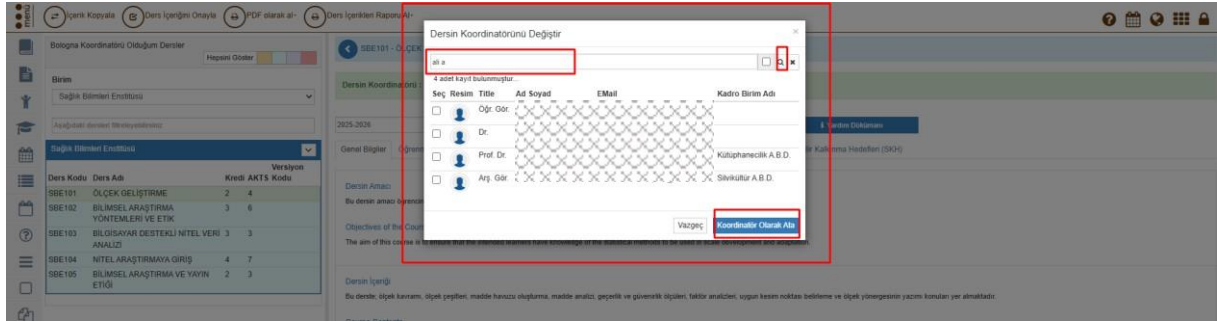 menü
İçerik Kopyala
Ders İçeriğini Onayla
PDF olarak al-
Ders İçerikleri Raporu Al-
Bologna Koordinatörü Olduğum Dersler
Hepsini Göster
Birim
Sağlık Bilimleri Enstitüsü
Aşağıdaki dersleri filtreleyebilirsiniz
Sağlık Bilimleri Enstitüsü
Ders Kodu Ders Adı Kredi AKTS Versiyon Kodu
SBE101 ÖLÇEK GELİŞTİRME 2 4
SBE102 BİLİMSEL ARAŞTIRMA YÖNTEMLERİ VE ETİK 3 6
SBE103 BİLGİSAYAR DESTEKLİ NİTEL VERİ ANALİZİ 3 3
SBE104 NİTEL ARAŞTIRMAYA GİRİŞ 4 7
SBE105 BİLİMSEL ARAŞTIRMA VE YAYIN ETİĞİ 2 3
SBE101 - ÖLÇEK
Dersin Koordinatörü :
2025-2026
Yardım Dökümanı
Genel Bilgiler
Kalkınma Hedefleri (SKH)
Dersin Amacı
Bu dersin amacı
Objectives of the
The aim of this course is to ensure that the intended learners have knowledge of the statistical methods to be used in scale development and adaptation.
Dersin İçeriği
Bu derste; ölçek kavramı, ölçek çeşitleri, madde havuzu oluşturma, madde analizi, geçerlik ve güvenirlik ölçüleri, faktör analizleri, uygun kesim noktası belirleme ve ölçek yönergesinin yazımı konuları yer almaktadır.
Dersin Koordinatörünü Değiştir
×
ali a
4 adet kayıt bulunmuştur...
Seç Resim Title Ad Soyad EMail Kadro Birim Adı
Öğr. Gör.
Dr.
Prof. Dr. Kütüphanecilik A.B.D.
Arş. Gör. Silvikültür A.B.D.
Vazgeç
Koordinatör Olarak Ata